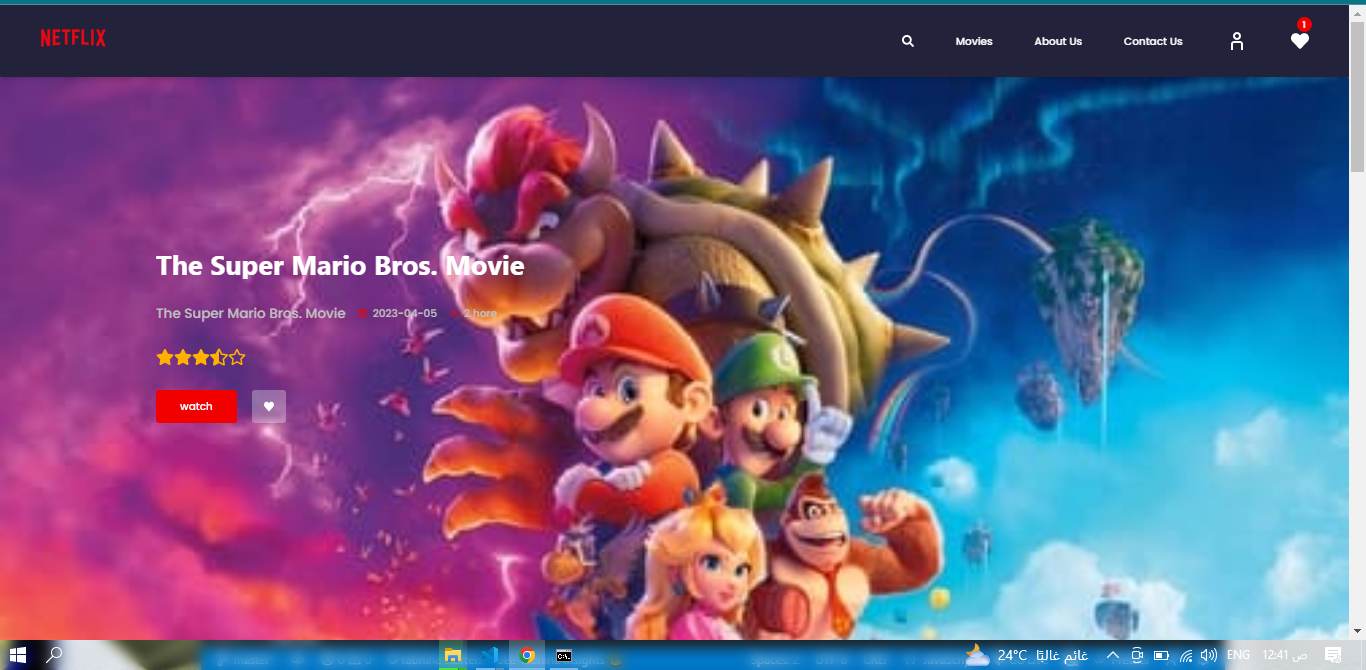 NETFLIX
Movies
About Us
Contact Us
1
The Super Mario Bros. Movie
The Super Mario Bros. Movie 2023-04-05 2 hore
watch
L
24°C غائم غالبًا
ENG
12:41 ص